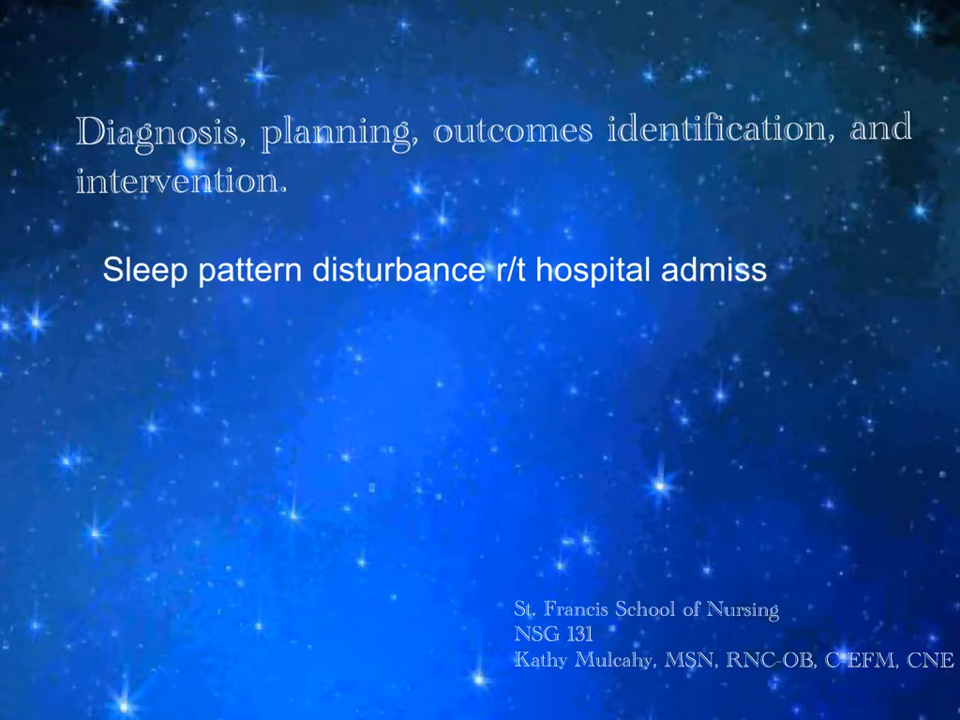 Diagnosis, planning, outcomes identification, and
intervention.
Sleep pattern disturbance r/t hospital admiss
St. Francis School of Nursing
NSG 131
Kathy Mulcahy, MSN, RNC-OB, C-EFM, CNE